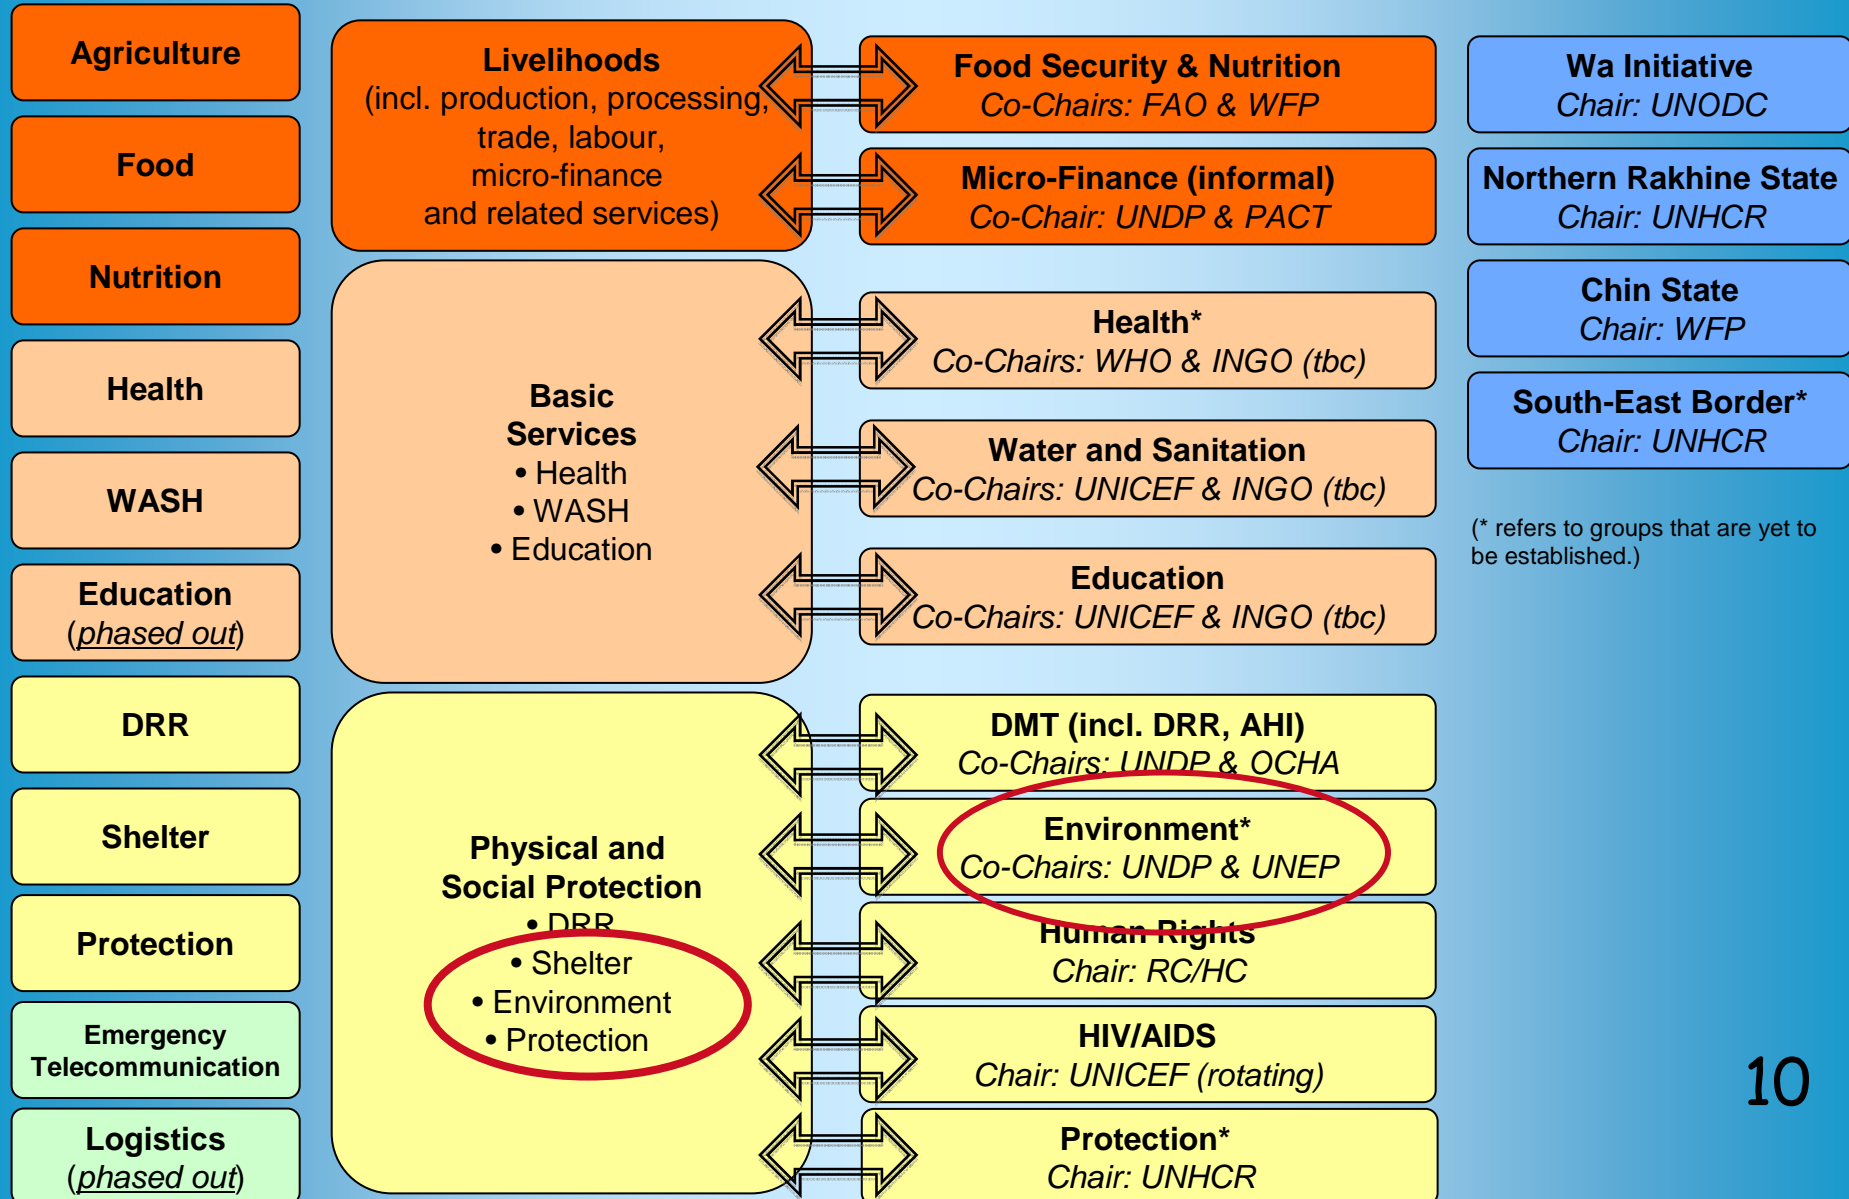 Agriculture
Food
Nutrition
Health
WASH
Education
(phased out)
DRR
Shelter
Protection
Emergency
Telecommunication
Logistics
(phased out)
Livelihoods
(incl. production, processing,
trade, labour,
micro-finance
and related services)
Basic
Services
• Health
• WASH
• Education
Physical and
Social Protection
• DRR
• Shelter
• Environment
• Protection
Food Security & Nutrition
Co-Chairs: FAO & WFP
Micro-Finance (informal)
Co-Chair: UNDP & PACT
Health*
Co-Chairs: WHO & INGO (tbc)
Water and Sanitation
Co-Chairs: UNICEF & INGO (tbc)
Education
Co-Chairs: UNICEF & INGO (tbc)
DMT (incl. DRR, AHI)
Co-Chairs: UNDP & OCHA
Environment*
Co-Chairs: UNDP & UNEP
Human Rights
Chair: RC/HC
HIV/AIDS
Chair: UNICEF (rotating)
Protection*
Chair: UNHCR
Wa Initiative
Chair: UNODC
Northern Rakhine State
Chair: UNHCR
Chin State
Chair: WFP
South-East Border*
Chair: UNHCR
(* refers to groups that are yet to
be established.)
10